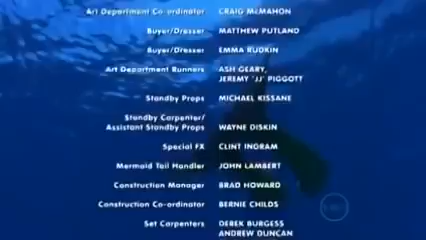 Art Department Co-ordinator CRAIG McMAHON
Buyer/Dresser MATTHEW PUTLAND
Buyer/Dresser EMMA RUDKIN
Art Department Runners ASH GEARY,
JEREMY "JJ" PIGGOTT
Standby Props MICHAEL KISSANE
Standby Carpenter/
Assistant Standby Props WAYNE DISKIN
Special FX CLINT INGRAM
Mermaid Tail Handler JOHN LAMBERT
Construction Manager BRAD HOWARD
Construction Co-ordinator BERNIE CHILDS
Set Carpenters DEREK BURGESS
ANDREW DUNCAN